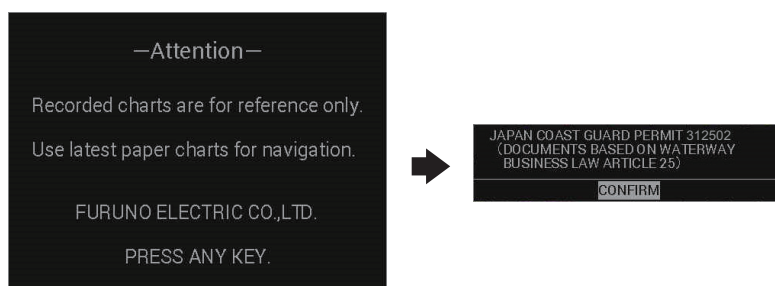 —Attention—
Recorded charts are for reference only.
Use latest paper charts for navigation.
FURUNO ELECTRIC CO.,LTD.
PRESS ANY KEY.
JAPAN COAST GUARD PERMIT 312502
(DOCUMENTS BASED ON WATERWAY
BUSINESS LAW ARTICLE 25)
CONFIRM